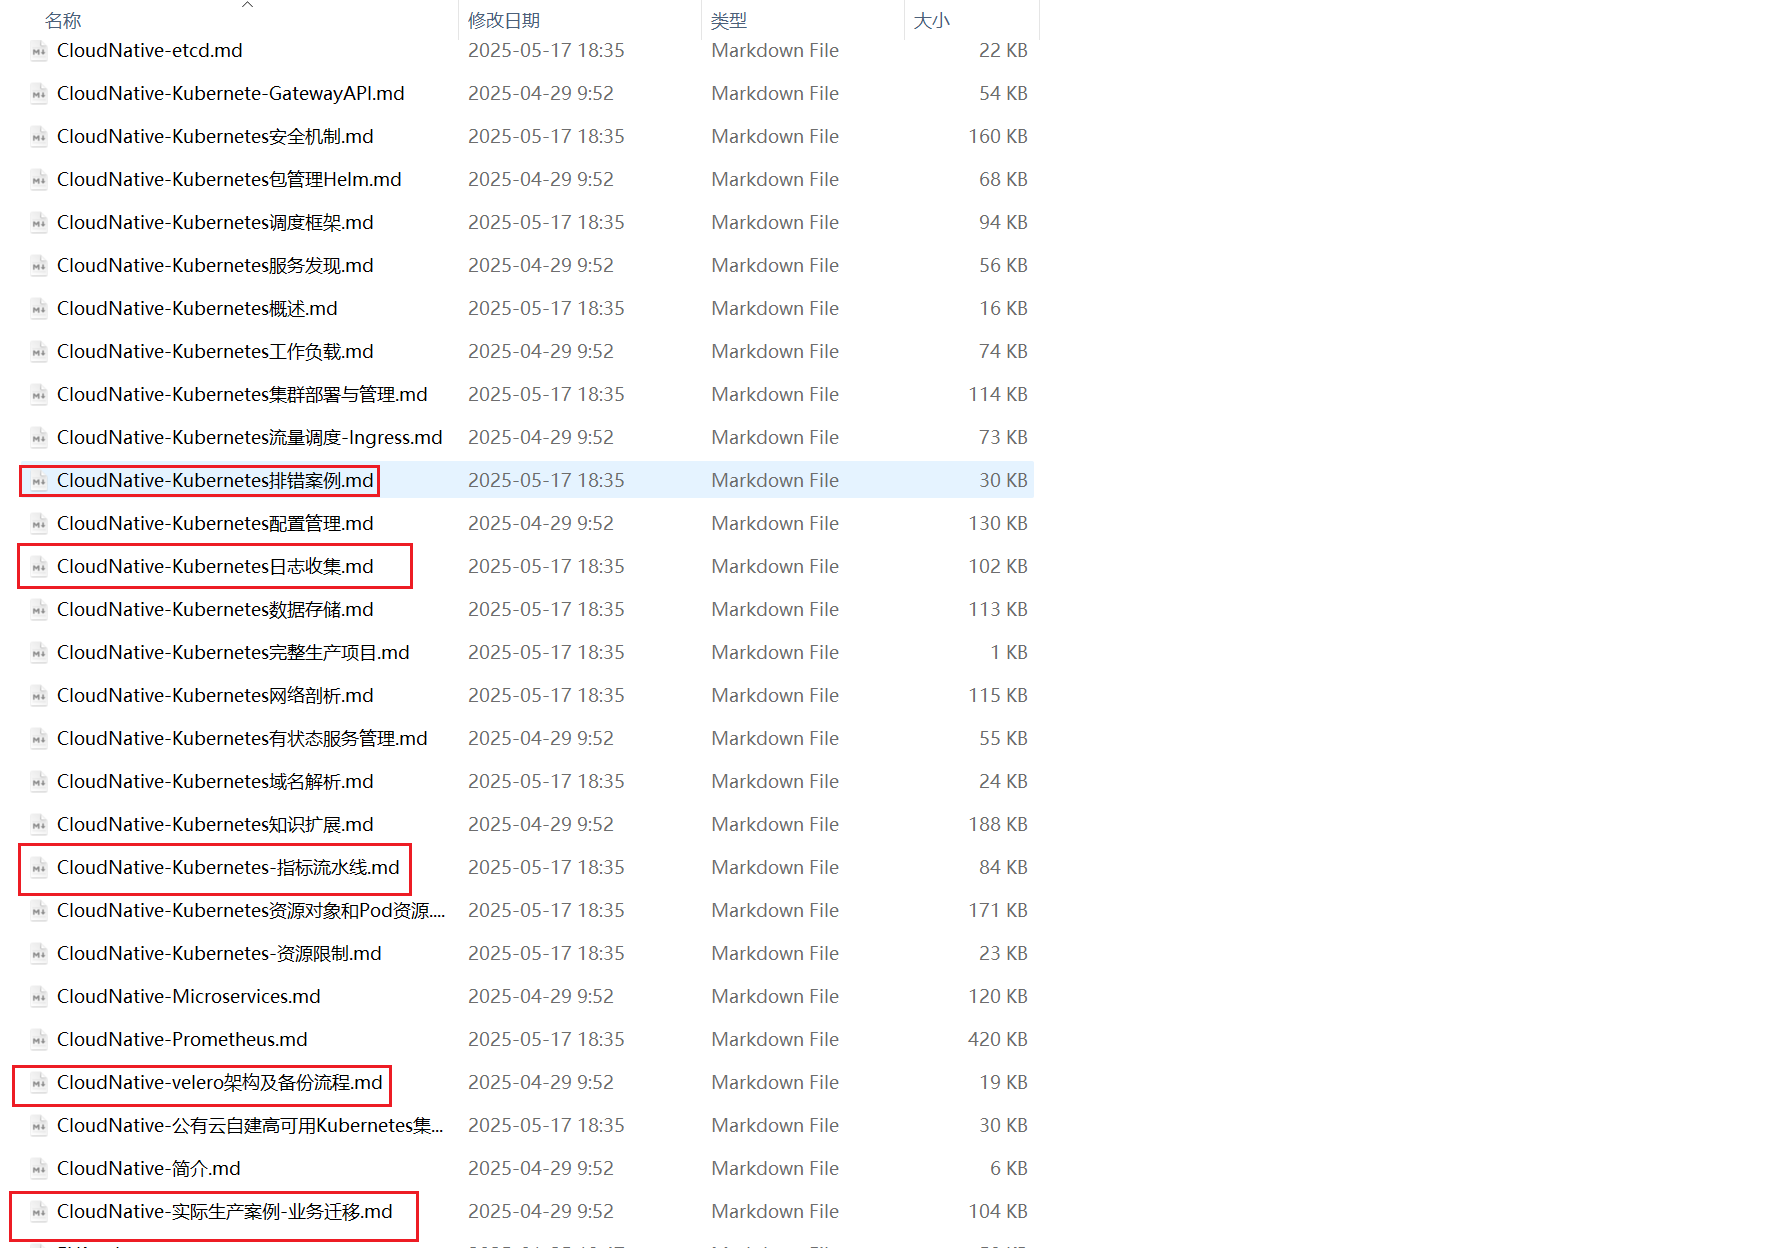 名称 修改日期 类型 大小
CloudNative-etcd.md 2025-05-17 18:35 Markdown File 22 KB
CloudNative-Kubernete-GatewayAPI.md 2025-04-29 9:52 Markdown File 54 KB
CloudNative-Kubernetes安全机制.md 2025-05-17 18:35 Markdown File 160 KB
CloudNative-Kubernetes包管理Helm.md 2025-04-29 9:52 Markdown File 68 KB
CloudNative-Kubernetes调度框架.md 2025-05-17 18:35 Markdown File 94 KB
CloudNative-Kubernetes服务发现.md 2025-04-29 9:52 Markdown File 56 KB
CloudNative-Kubernetes概述.md 2025-05-17 18:35 Markdown File 16 KB
CloudNative-Kubernetes工作负载.md 2025-04-29 9:52 Markdown File 74 KB
CloudNative-Kubernetes集群部署与管理.md 2025-05-17 18:35 Markdown File 114 KB
CloudNative-Kubernetes流量调度-Ingress.md 2025-04-29 9:52 Markdown File 73 KB
CloudNative-Kubernetes排错案例.md 2025-05-17 18:35 Markdown File 30 KB
CloudNative-Kubernetes配置管理.md 2025-04-29 9:52 Markdown File 130 KB
CloudNative-Kubernetes日志收集.md 2025-05-17 18:35 Markdown File 102 KB
CloudNative-Kubernetes数据存储.md 2025-05-17 18:35 Markdown File 113 KB
CloudNative-Kubernetes完整生产项目.md 2025-05-17 18:35 Markdown File 1 KB
CloudNative-Kubernetes网络剖析.md 2025-05-17 18:35 Markdown File 115 KB
CloudNative-Kubernetes有状态服务管理.md 2025-04-29 9:52 Markdown File 55 KB
CloudNative-Kubernetes域名解析.md 2025-05-17 18:35 Markdown File 24 KB
CloudNative-Kubernetes知识扩展.md 2025-04-29 9:52 Markdown File 188 KB
CloudNative-Kubernetes-指标流水线.md 2025-05-17 18:35 Markdown File 84 KB
CloudNative-Kubernetes资源对象和Pod资源.... 2025-05-17 18:35 Markdown File 171 KB
CloudNative-Kubernetes-资源限制.md 2025-05-17 18:35 Markdown File 23 KB
CloudNative-Microservices.md 2025-04-29 9:52 Markdown File 120 KB
CloudNative-Prometheus.md 2025-05-17 18:35 Markdown File 420 KB
CloudNative-velero架构及备份流程.md 2025-04-29 9:52 Markdown File 19 KB
CloudNative-公有云自建高可用Kubernetes集... 2025-05-17 18:35 Markdown File 30 KB
CloudNative-简介.md 2025-04-29 9:52 Markdown File 6 KB
CloudNative-实际生产案例-业务迁移.md 2025-04-29 9:52 Markdown File 104 KB